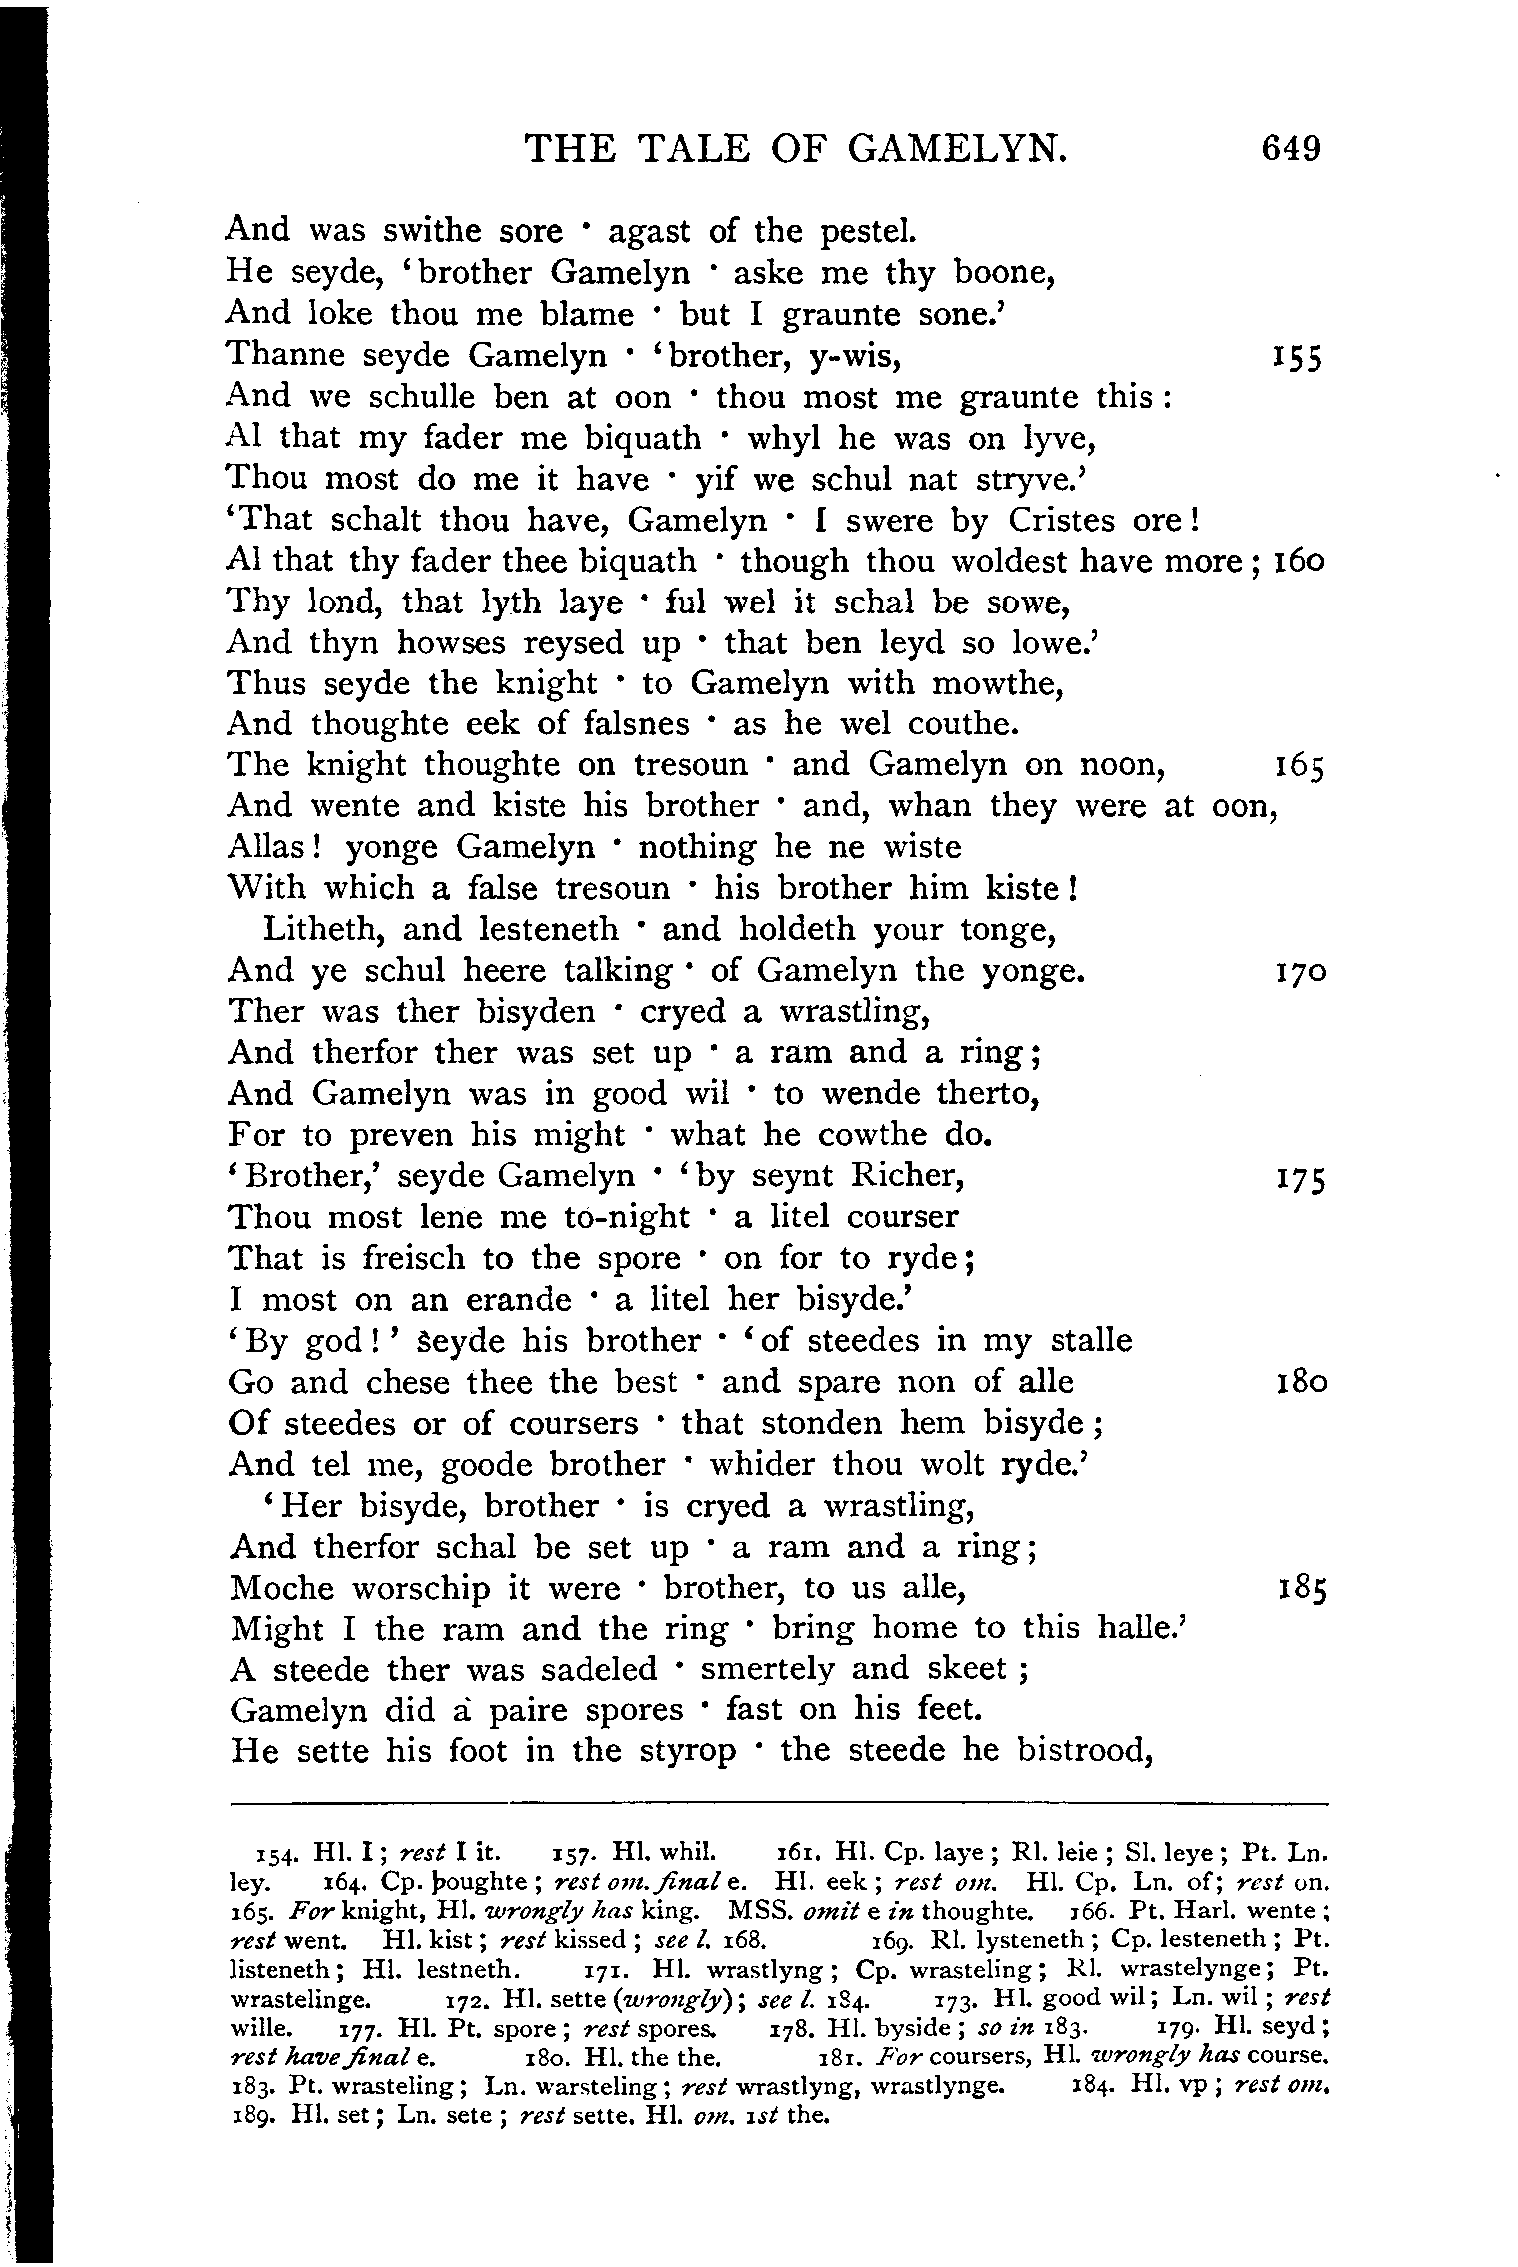 THE TALE OF GAMELYN. 649
And was swithe sore · agast of the pestel.
He seyde, ‘brother Gamelyn · aske me thy boone,
And loke thou me blame · but I graunte sone.’
Thanne seyde Gamelyn · ‘brother, y-wis, 155
And we schulle ben at oon · thou most me graunte this:
Al that my fader me biquath · whyl he was on lyve,
Thou most do me it have · yif we schul nat stryve.’
‘That schalt thou have, Gamelyn · I swere by Cristes ore!
Al that thy fader thee biquath · though thou woldest have more; 160
Thy lond, that lyth laye · ful wel it schal be sowe,
And thyn howses reysed up · that ben leyd so lowe.’
Thus seyde the knight · to Gamelyn with mowthe,
And thoughte eek of falsnes · as he wel couthe.
The knight thoughte on tresoun · and Gamelyn on noon, 165
And wente and kiste his brother · and, whan they were at oon,
Allas! yonge Gamelyn · nothing he ne wiste
With which a false tresoun · his brother him kiste!
Litheth, and lesteneth · and holdeth your tonge,
And ye schul heere talking · of Gamelyn the yonge. 170
Ther was ther bisyden · cryed a wrastling,
And therfor ther was set up · a ram and a ring;
And Gamelyn was in good wil · to wende therto,
For to preven his might · what he cowthe do.
‘Brother,’ seyde Gamelyn · ‘by seynt Richer, 175
Thou most lene me to-night · a litel courser
That is freisch to the spore · on for to ryde;
I most on an erande · a litel her bisyde.’
‘By god!’ seyde his brother · ‘of steedes in my stalle
Go and chese thee the best · and spare non of alle 180
Of steedes or of coursers · that stonden hem bisyde;
And tel me, goode brother · whider thou wolt ryde.’
‘Her bisyde, brother · is cryed a wrastling,
And therfor schal be set up · a ram and a ring;
Moche worschip it were · brother, to us alle, 185
Might I the ram and the ring · bring home to this halle.’
A steede ther was sadeled · smertely and skeet;
Gamelyn did a paire spores · fast on his feet.
He sette his foot in the styrop · the steede he bistrood,
154. Hl. I; rest I it. 157. Hl. whil. 161. Hl. Cp. laye; Rl. leie; Sl. leye; Pt. Ln.
ley. 164. Cp. þoughte; rest om. final e. Hl. eek; rest om. Hl. Cp. Ln. of; rest on.
165. For knight, Hl. wrongly has king. MSS. omit e in thoughte. 166. Pt. Harl. wente;
rest went. Hl. kist; rest kissed; see l. 168. 169. Rl. lysteneth; Cp. lesteneth; Pt.
listeneth; Hl. lestneth. 171. Hl. wrastlyng; Cp. wrasteling; Rl. wrastelynge; Pt.
wrastelinge. 172. Hl. sette (wrongly); see l. 184. 173. Hl. good wil; Ln. wil; rest
wille. 177. Hl. Pt. spore; rest spores. 178. Hl. byside; so in 183. 179. Hl. seyd;
rest have final e. 180. Hl. the the. 181. For coursers, Hl. wrongly has course.
183. Pt. wrasteling; Ln. warsteling; rest wrastlyng, wrastlynge. 184. Hl. vp; rest om.
189. Hl. set; Ln. sete; rest sette. Hl. om. 1st the.